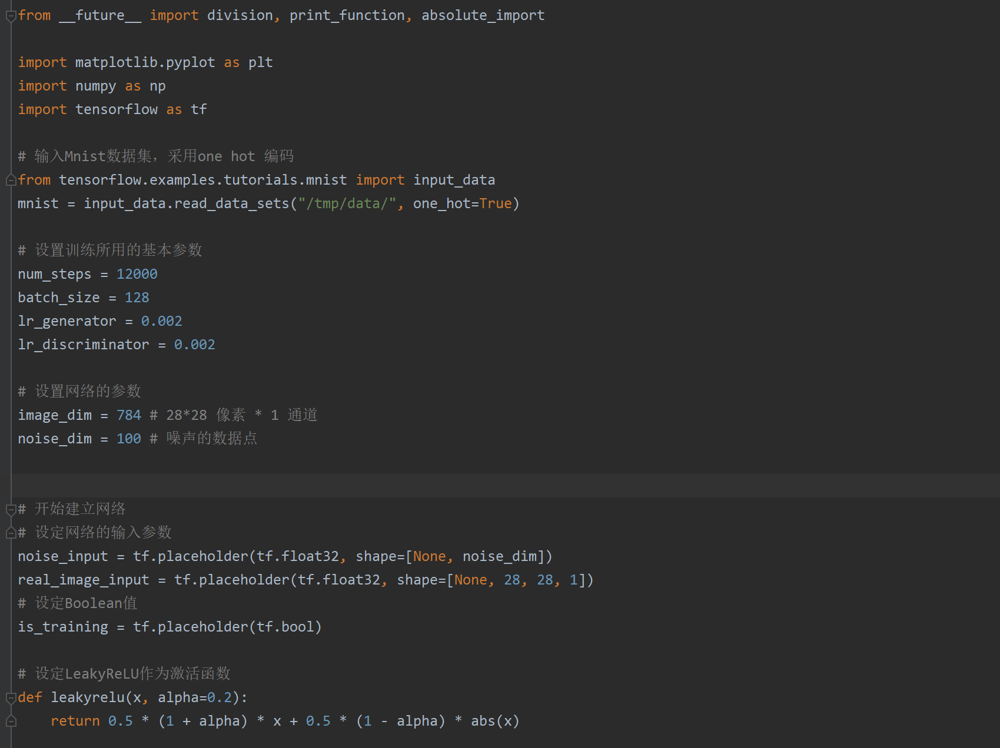 from __future__ import division, print_function, absolute_import
import matplotlib.pyplot as plt
import numpy as np
import tensorflow as tf
# 输入Mnist数据集，采用one hot 编码
from tensorflow.examples.tutorials.mnist import input_data
mnist = input_data.read_data_sets("/tmp/data/", one_hot=True)
# 设置训练所用的基本参数
num_steps = 12000
batch_size = 128
lr_generator = 0.002
lr_discriminator = 0.002
# 设置网络的参数
image_dim = 784 # 28*28 像素 * 1 通道
noise_dim = 100 # 噪声的数据点
# 开始建立网络
# 设定网络的输入参数
noise_input = tf.placeholder(tf.float32, shape=[None, noise_dim])
real_image_input = tf.placeholder(tf.float32, shape=[None, 28, 28, 1])
# 设定Boolean值
is_training = tf.placeholder(tf.bool)
# 设定LeakyReLU作为激活函数
def leakyrelu(x, alpha=0.2):
    return 0.5 * (1 + alpha) * x + 0.5 * (1 - alpha) * abs(x)